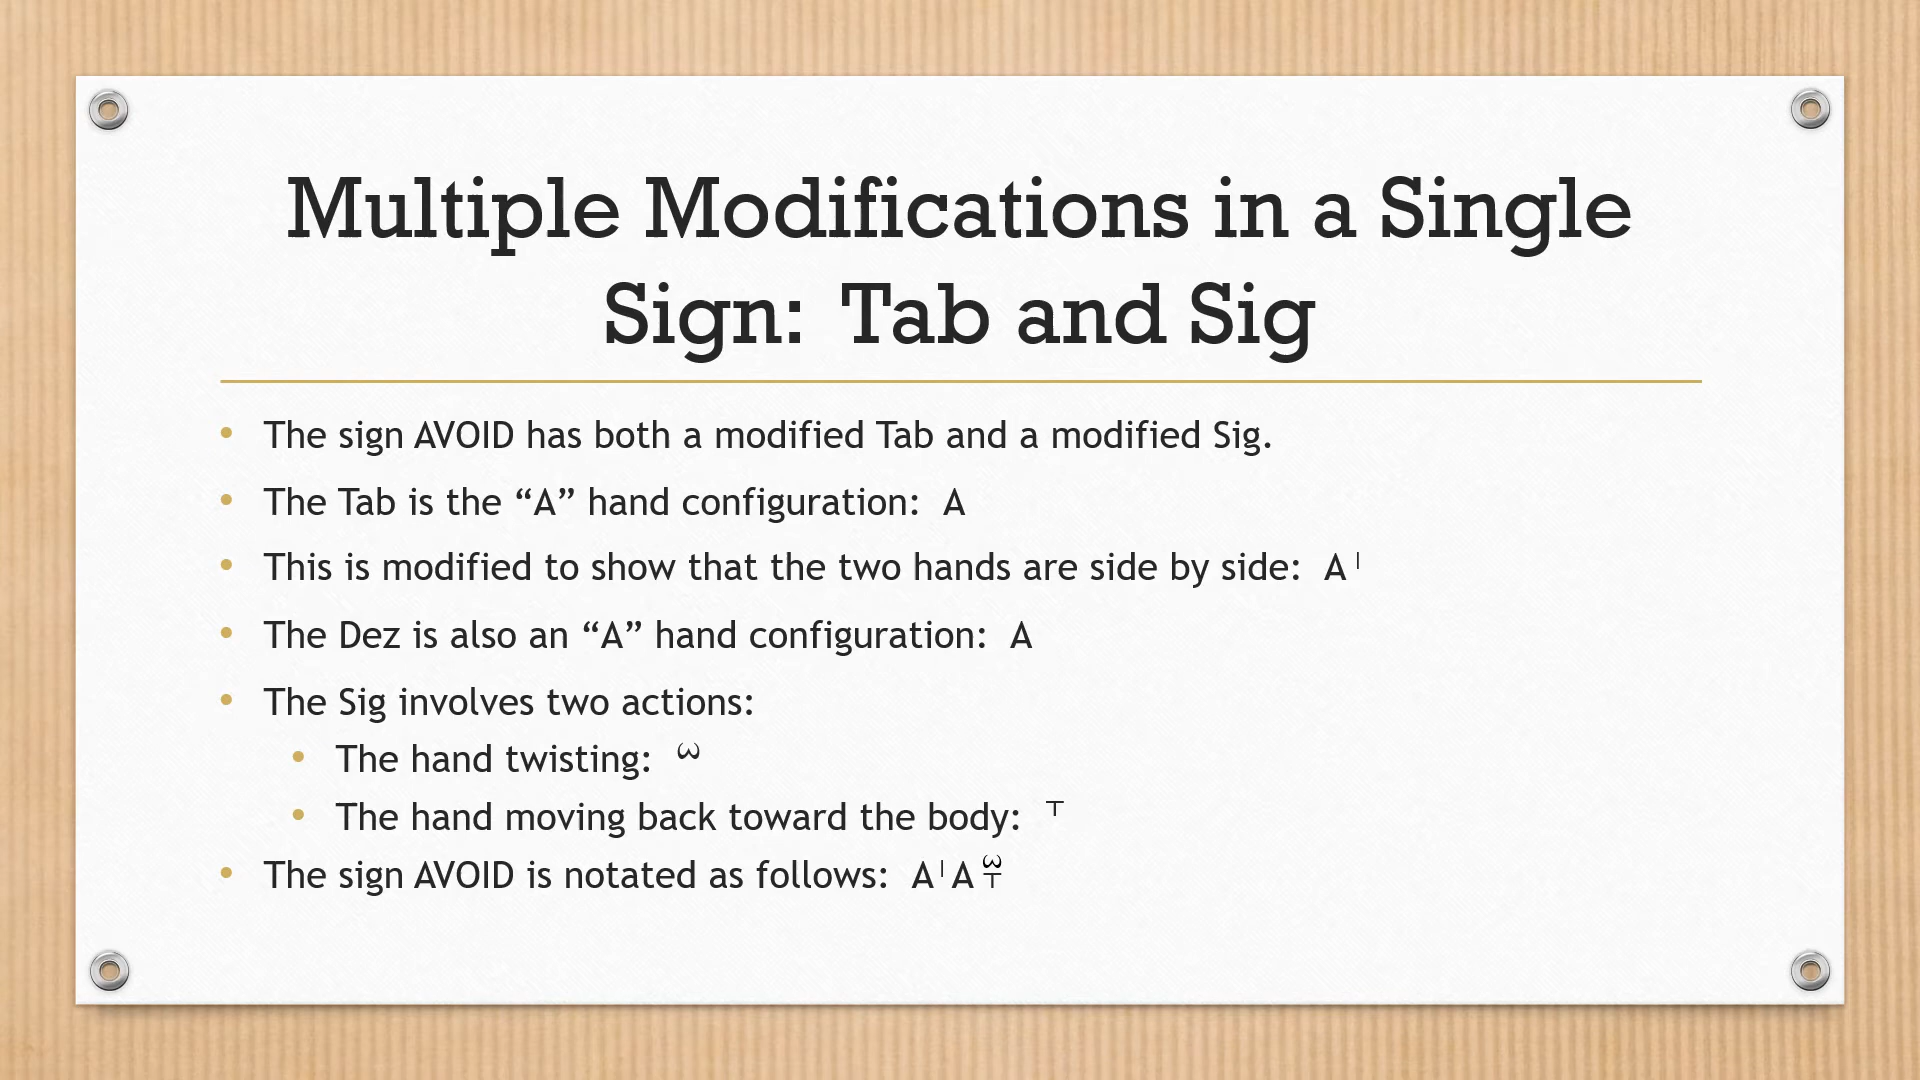 Multiple Modifications in a Single
Sign: Tab and Sig
• The sign AVOID has both a modified Tab and a modified Sig.
• The Tab is the “A” hand configuration: A
• This is modified to show that the two hands are side by side: A ˡ
• The Dez is also an “A” hand configuration: A
• The Sig involves two actions:
• The hand twisting: ω
• The hand moving back toward the body: ⊤
• The sign AVOID is notated as follows: A ˡ A ω ⊤